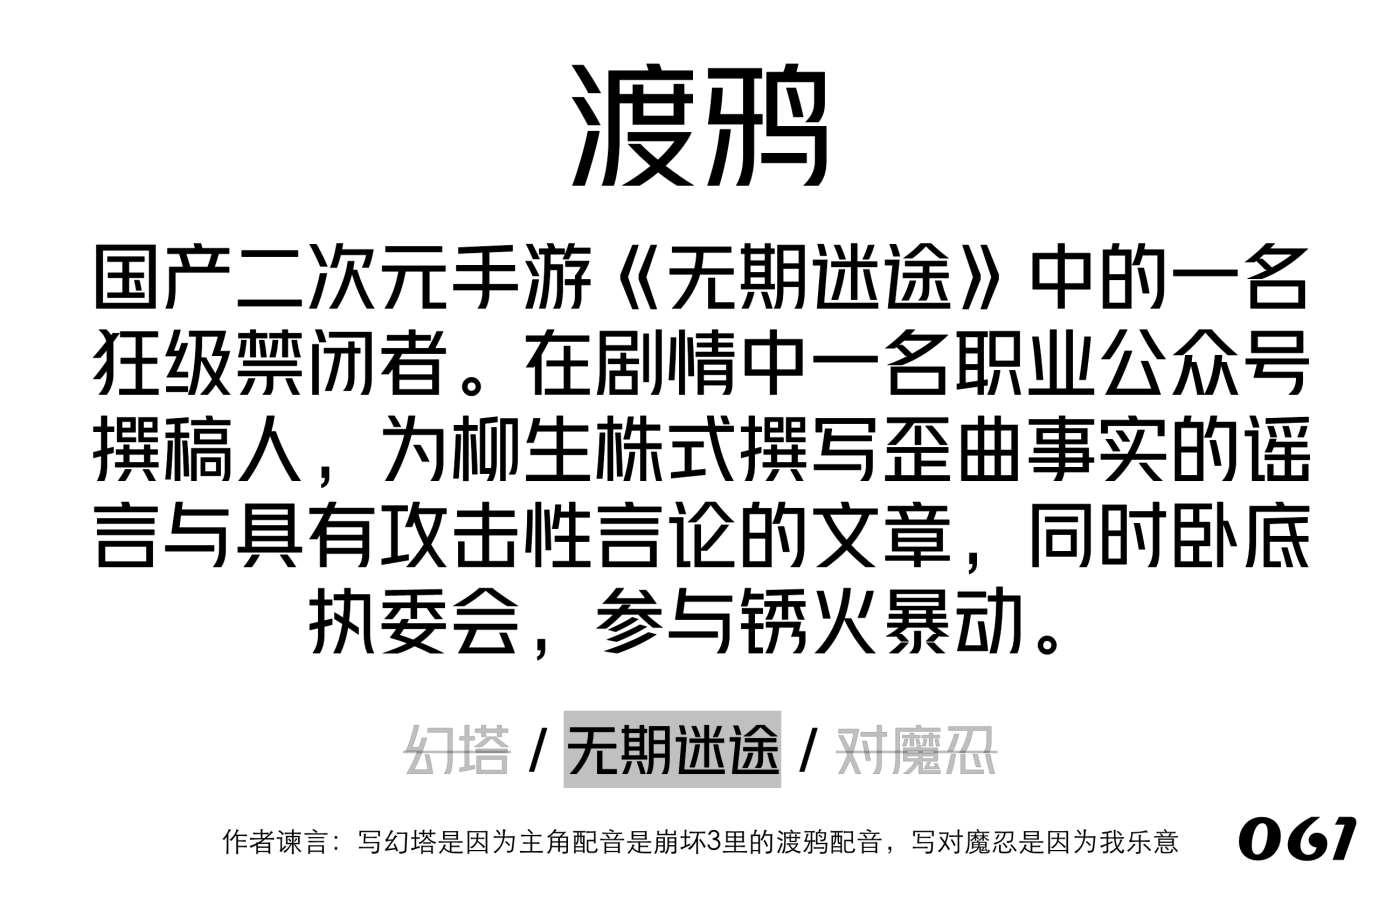 渡鸦
国产二次元手游《无期迷途》中的一名
狂级禁闭者。在剧情中一名职业公众号
撰稿人，为柳生株式撰写歪曲事实的谣
言与具有攻击性言论的文章，同时卧底
执委会，参与锈火暴动。
幻塔 / 无期迷途 / 对魔忍
作者谏言：写幻塔是因为主角配音是崩坏3里的渡鸦配音，写对魔忍是因为我乐意
061